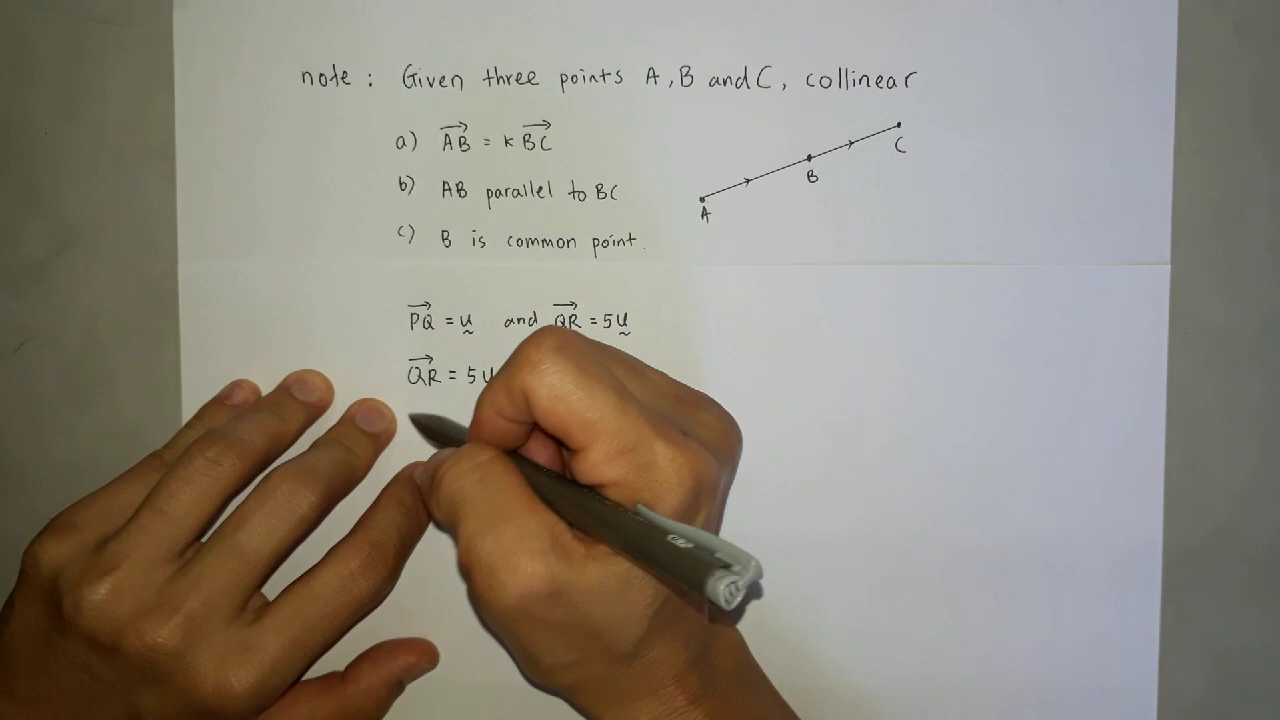 note : Given three points A, B and C, collinear
a) AB = k BC
b) AB parallel to BC
c) B is common point.
A
B
C
PQ = u and QR = 5u
QR = 5u